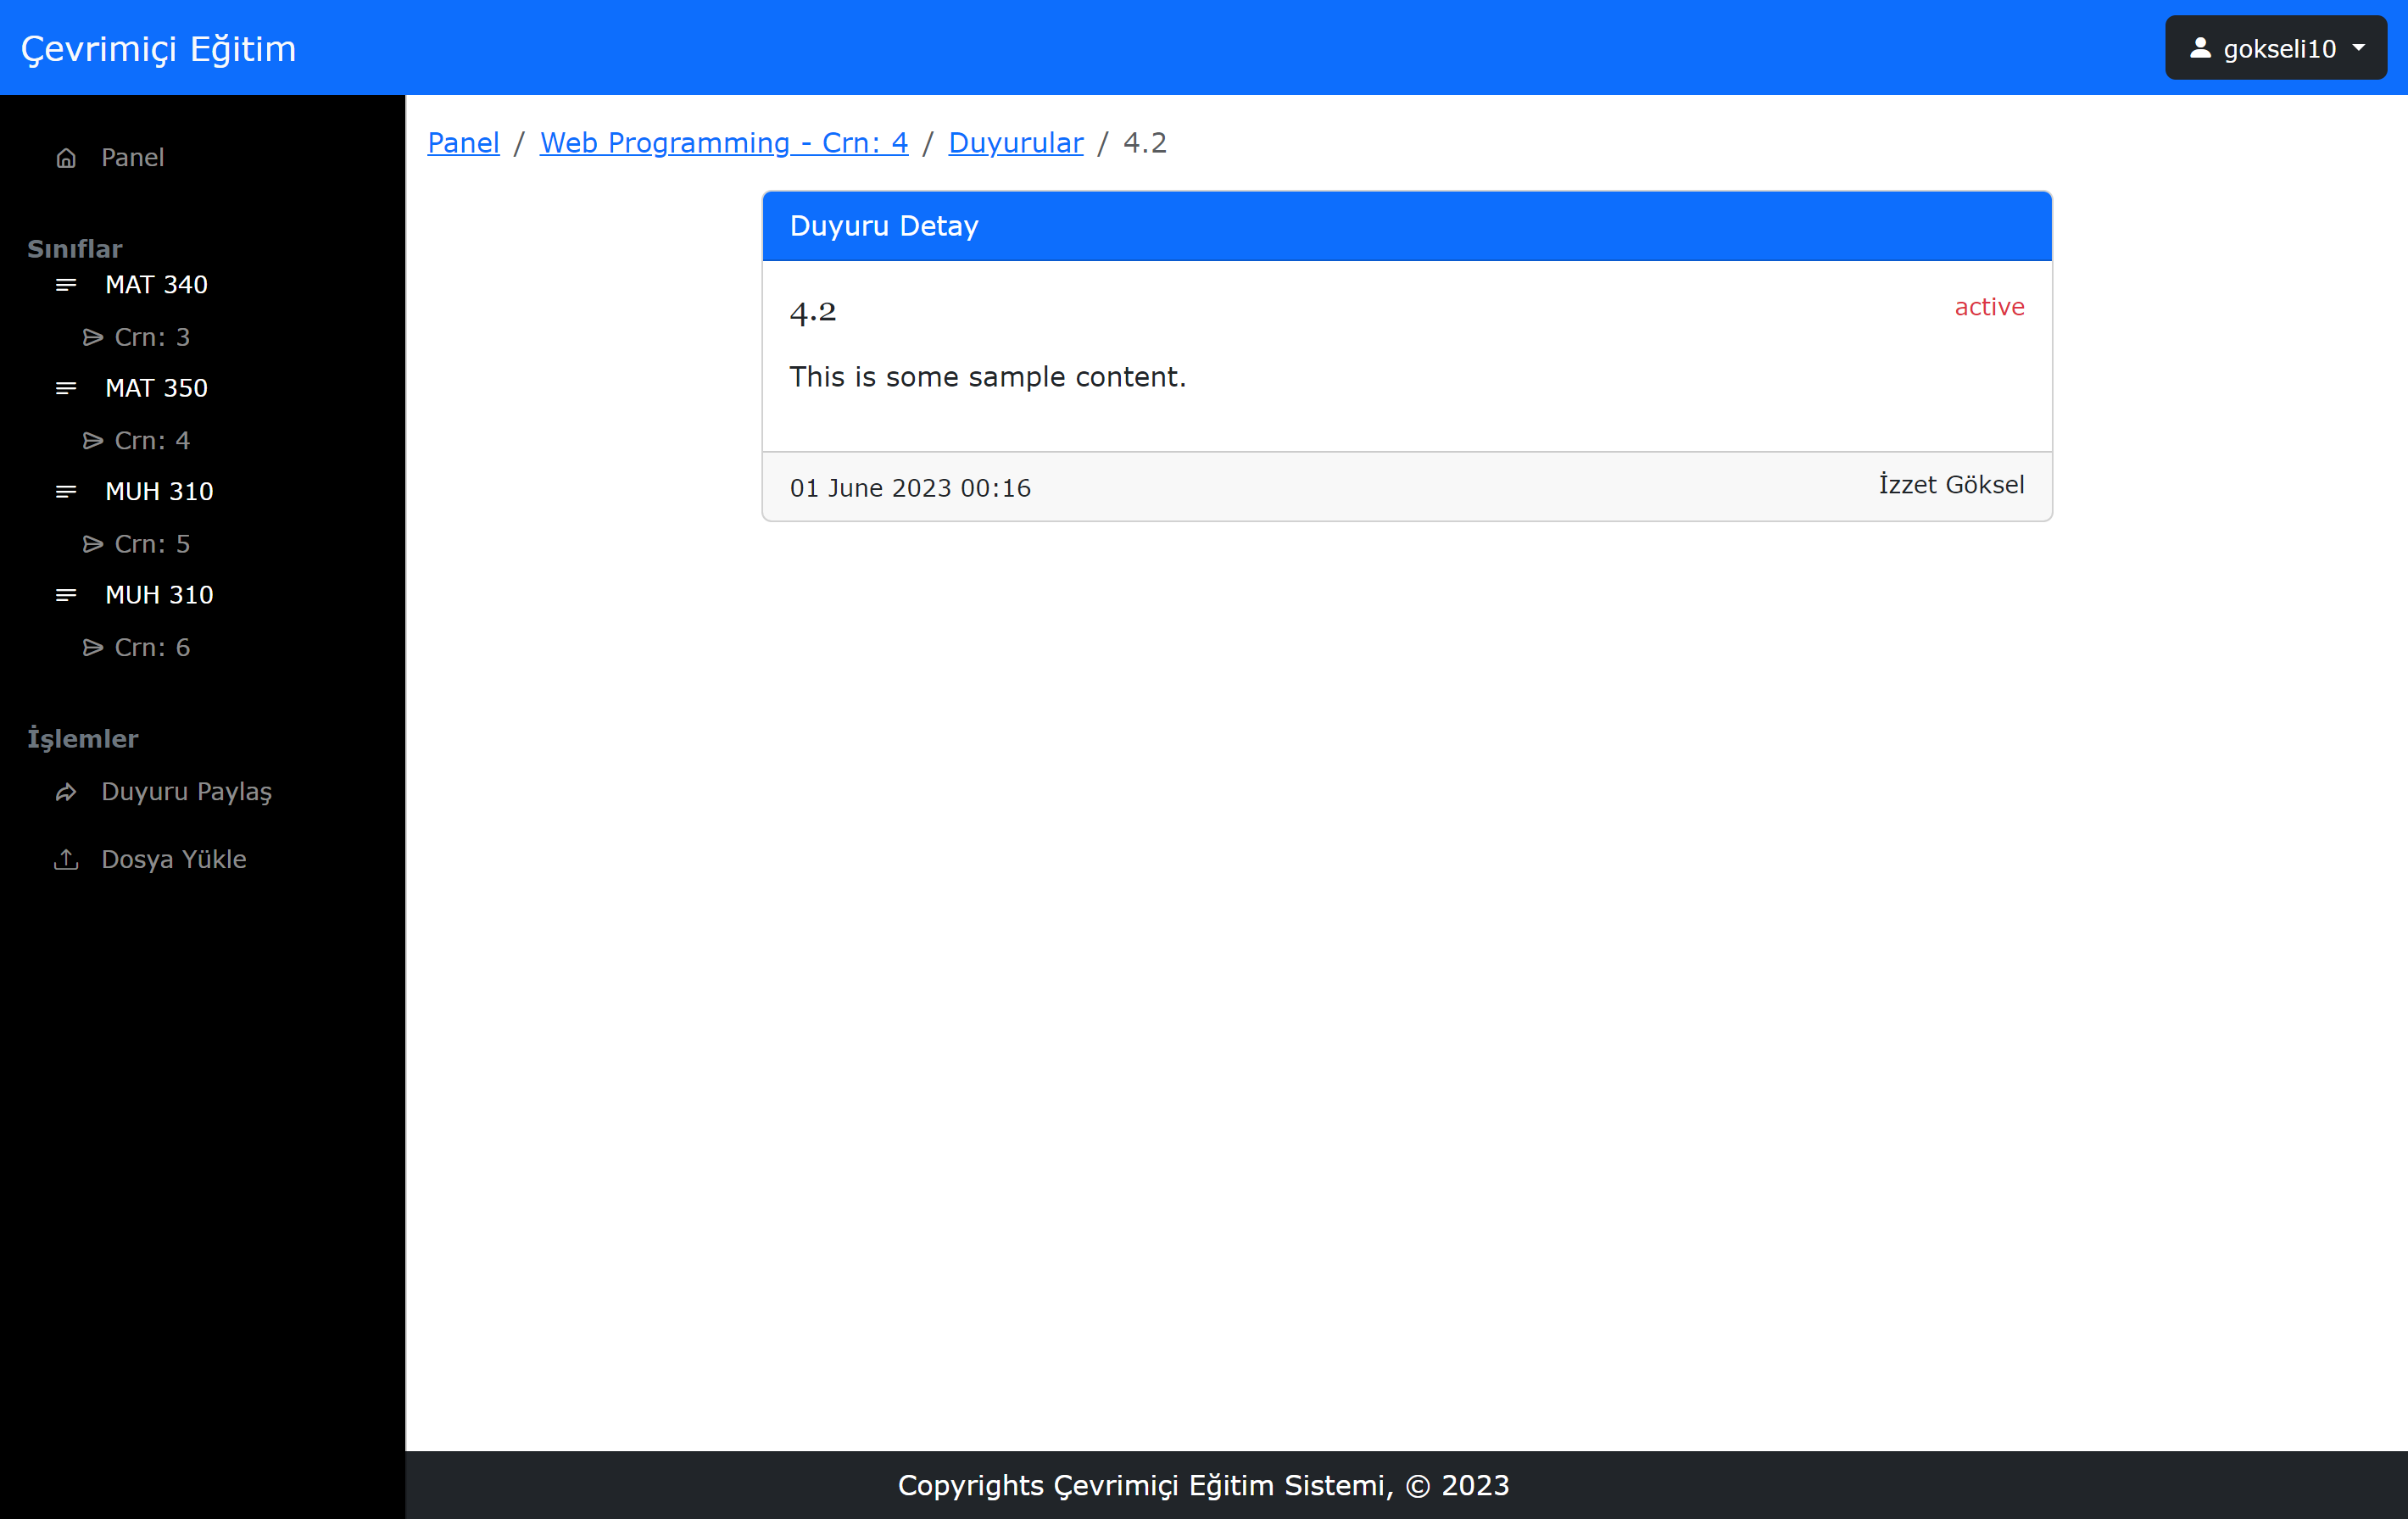 Çevrimiçi Eğitim
gokseli10
Panel
Sınıflar
MAT 340
Crn: 3
MAT 350
Crn: 4
MUH 310
Crn: 5
MUH 310
Crn: 6
İşlemler
Duyuru Paylaş
Dosya Yükle
Panel / Web Programming - Crn: 4 / Duyurular / 4.2
Duyuru Detay
4.2
active
This is some sample content.
01 June 2023 00:16
İzzet Göksel
Copyrights Çevrimiçi Eğitim Sistemi, © 2023